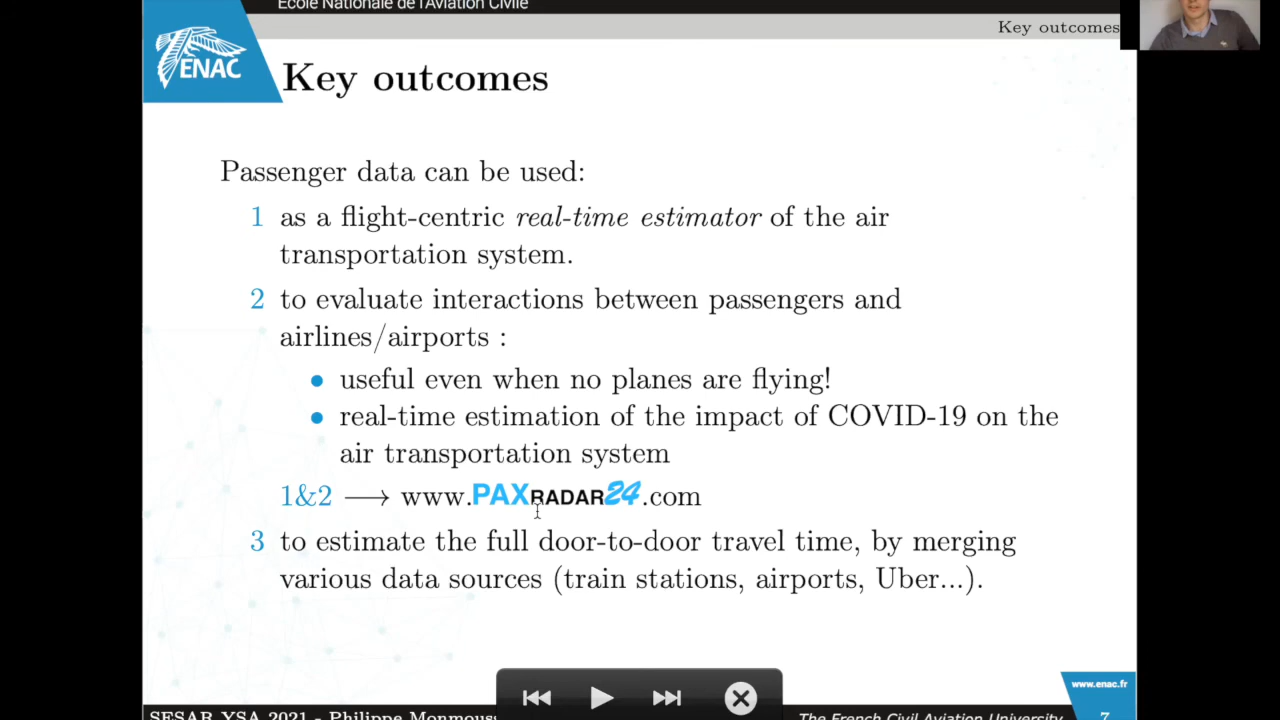 École Nationale de l'Aviation Civile
Key outcomes
ENAC
Key outcomes
Passenger data can be used:
1 as a flight-centric real-time estimator of the air
transportation system.
2 to evaluate interactions between passengers and
airlines/airports :
• useful even when no planes are flying!
• real-time estimation of the impact of COVID-19 on the
air transportation system
1&2 ⟶ www.PAXRADAR24.com
3 to estimate the full door-to-door travel time, by merging
various data sources (train stations, airports, Uber...).
www.enac.fr
SESAR YSA 2021 - Philippe
The French Civil Aviation University
7